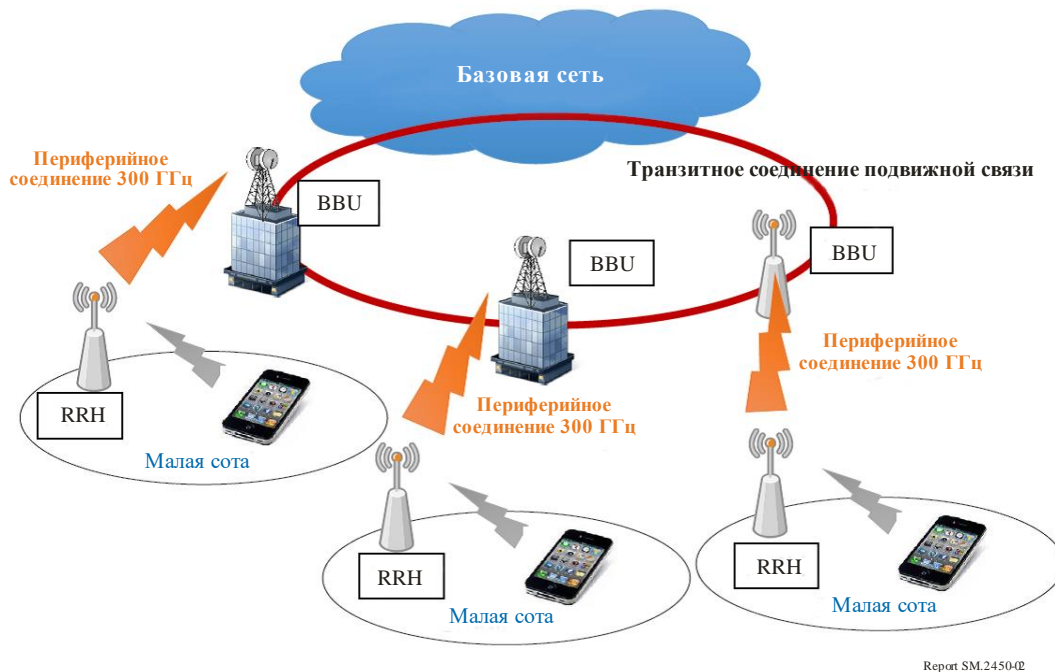 Базовая сеть
Периферийное
соединение 300 ГГц
Транзитное соединение подвижной связи
BBU
BBU
BBU
Периферийное
соединение 300 ГГц
Периферийное
соединение 300 ГГц
RRH
Малая сота
RRH
Малая сота
RRH
Малая сота
Report SM.2450-02